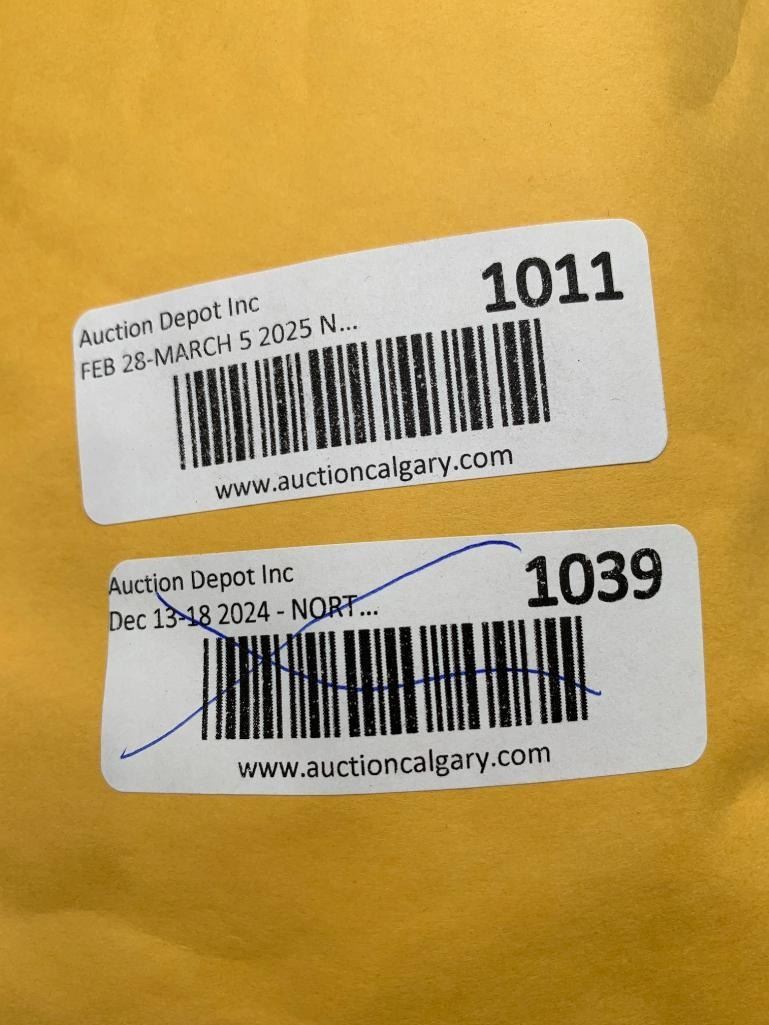 Auction Depot Inc
1011
FEB 28-MARCH 5 2025 N...
www.auctioncalgary.com
Auction Depot Inc
1039
Dec 13-18 2024 - NORT...
www.auctioncalgary.com